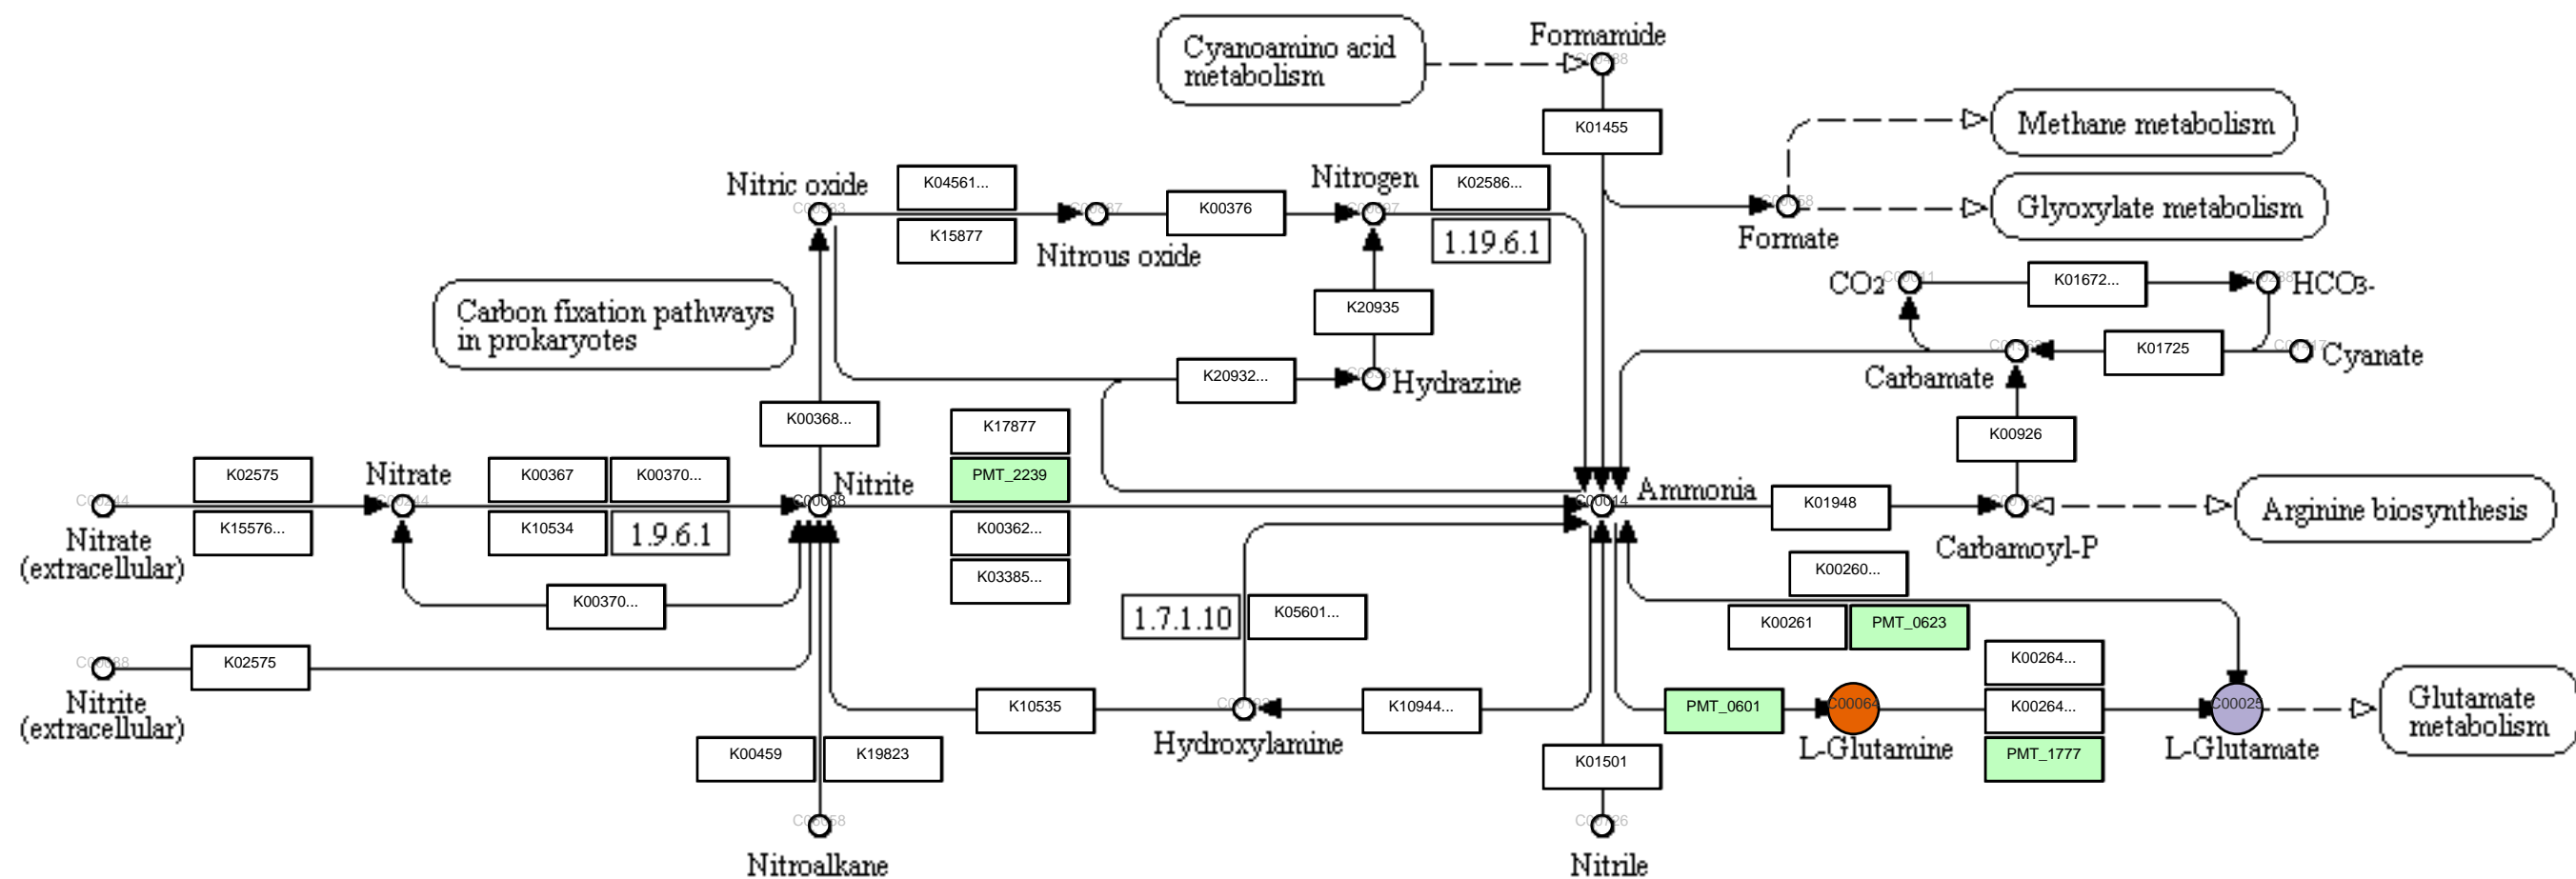 Cyanoamino acid
metabolism
Formamide
K01455
Methane metabolism
Glyoxylate metabolism
Formate
Nitric oxide
K04561...
K15877
Nitrous oxide
K00376
Nitrogen
K02586...
1.19.6.1
K20935
K20932...
Hydrazine
CO2
K01672...
HCO3-
K01725
Cyanate
Carbamate
K00926
Carbon fixation pathways
in prokaryotes
K00368...
K17877
PMT_2239
K00362...
K03385...
K02575
K15576...
Nitrate
K00367
K00370...
K10534
1.9.6.1
Nitrite
C00088
C00014
Ammonia
K01948
Carbamoyl-P
Arginine biosynthesis
Nitrate
(extracellular)
K00370...
1.7.1.10
K05601...
K00260...
K00261
PMT_0623
K02575
Nitrite
(extracellular)
K10535
Hydroxylamine
K10944...
PMT_0601
C00064
L-Glutamine
K00264...
K00264...
PMT_1777
C00025
L-Glutamate
Glutamate
metabolism
K00459
K19823
K01501
Nitroalkane
Nitrile